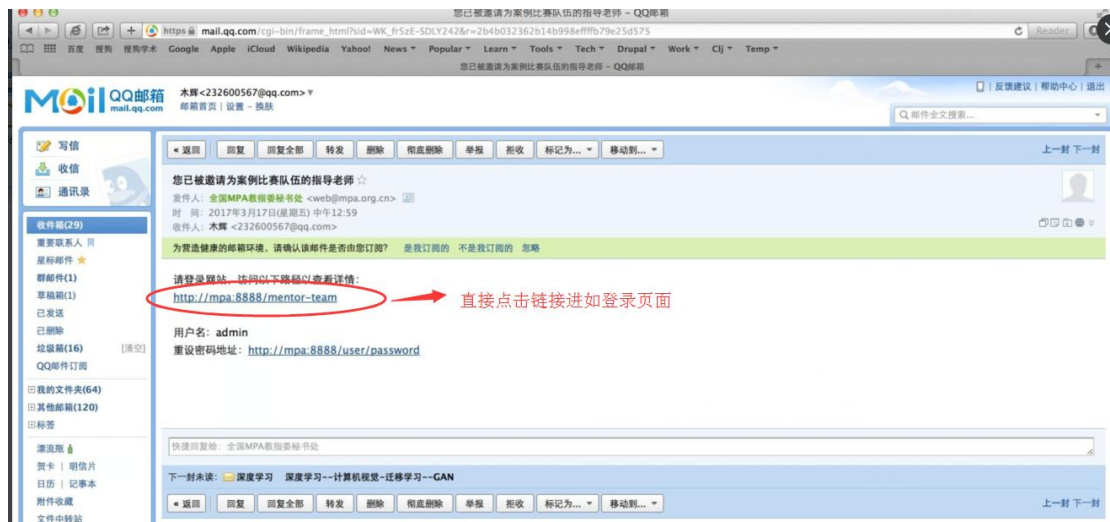 您已被邀请为案例比赛队伍的指导老师 - QQ邮箱
https mail.qq.com/cgi-bin/frame_html?sid=WK_fr5zE-SDLY242&r=2b4b032362b14b998effffb79e25d575 Reader
百度 搜狗 搜狗学术 Google Apple iCloud Wikipedia Yahoo! News Popular Learn Tools Tech Drupal Work Clj Temp
您已被邀请为案例比赛队伍的指导老师 - QQ邮箱
Mail QQ邮箱 mail.qq.com
木辉<232600567@qq.com>
邮箱首页 | 设置 - 换肤
反馈建议 | 帮助中心 | 退出
邮件全文搜索...
写信
收信
通讯录
收件箱(29)
重要联系人
星标邮件
群邮件(1)
草稿箱(1)
已发送
已删除
垃圾箱(16) [清空]
QQ邮件订阅
我的文件夹(64)
其他邮箱(120)
标签
漂流瓶
贺卡 | 明信片
日历 | 记事本
附件收藏
文件中转站
« 返回 回复 回复全部 转发 删除 彻底删除 举报 拒收 标记为... 移动到... 上一封 下一封
您已被邀请为案例比赛队伍的指导老师
发件人：全国MPA教指委秘书处 <web@mpa.org.cn>
时 间：2017年3月17日(星期五) 中午12:59
收件人：木辉 <232600567@qq.com>
为营造健康的邮箱环境，请确认该邮件是否由您订阅？ 是我订阅的 不是我订阅的 忽略
请登录网站，访问以下路径以查看详情：
http://mpa:8888/mentor-team
直接点击链接进如登录页面
用户名：admin
重设密码地址：http://mpa:8888/user/password
快捷回复给：全国MPA教指委秘书处
下一封未读： 深度学习 深度学习--计算机视觉-迁移学习--GAN
« 返回 回复 回复全部 转发 删除 彻底删除 举报 拒收 标记为... 移动到... 上一封 下一封